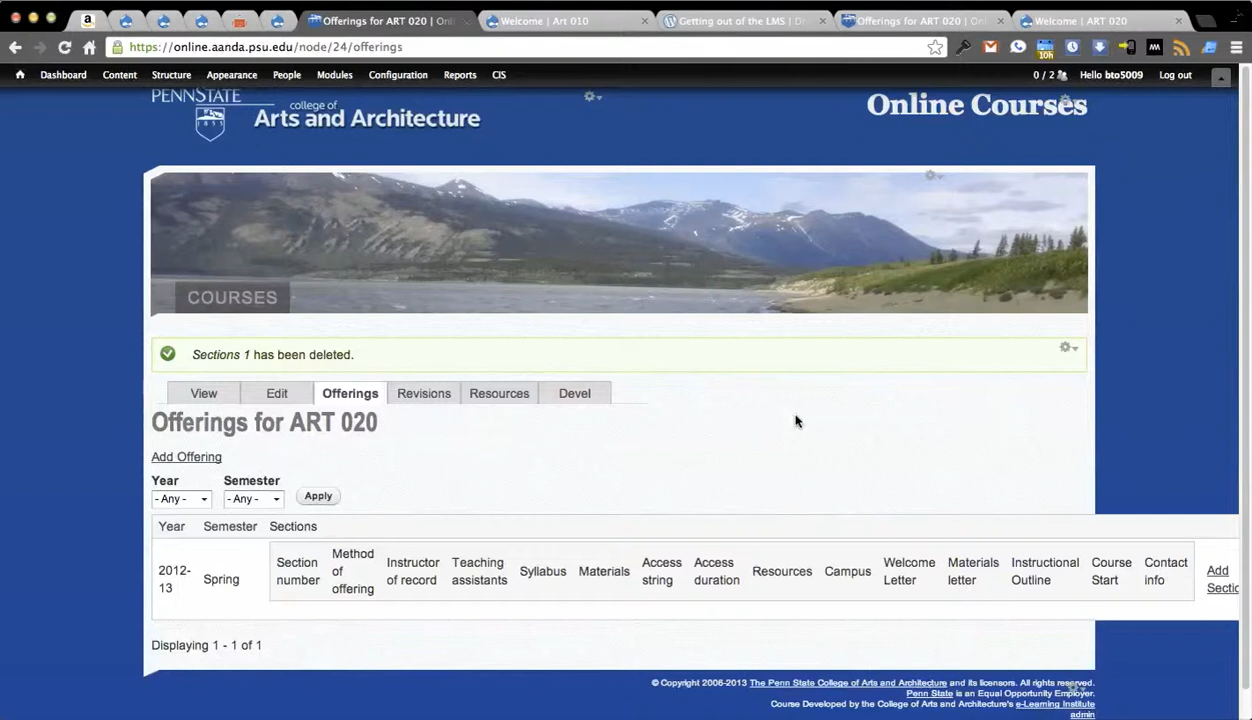 Offerings for ART 020 | Onl
Welcome | Art 010
Getting out of the LMS | D
Offerings for ART 020 | Onl
Welcome | ART 020
https://online.aanda.psu.edu/node/24/offerings
10h
Dashboard Content Structure Appearance People Modules Configuration Reports CIS
0 / 2 Hello bto5009 Log out
PENNSTATE
1855
college of
Arts and Architecture
Online Courses
COURSES
Sections 1 has been deleted.
View Edit Offerings Revisions Resources Devel
Offerings for ART 020
Add Offering
Year Semester
- Any - - Any - Apply
Year Semester Sections
2012-13 Spring
Section number
Method of offering
Instructor of record
Teaching assistants
Syllabus
Materials
Access string
Access duration
Resources
Campus
Welcome Letter
Materials letter
Instructional Outline
Course Start
Contact info
Add
Sectio
Displaying 1 - 1 of 1
© Copyright 2006-2013 The Penn State College of Arts and Architecture and its licensors. All rights reserved.
Penn State is an Equal Opportunity Employer.
Course Developed by the College of Arts and Architecture's e-Learning Institute
admin